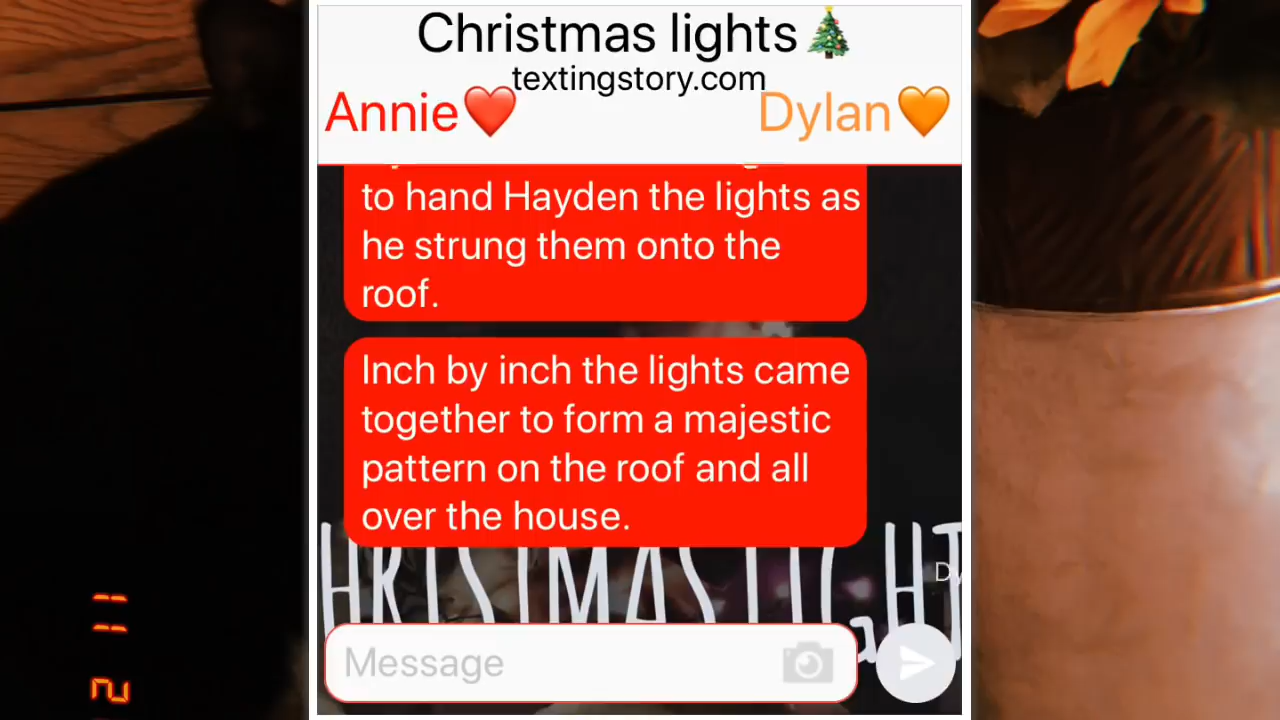 Christmas lights🎄
textingstory.com
Annie❤️ Dylan🧡
to hand Hayden the lights as
he strung them onto the
roof.
Inch by inch the lights came
together to form a majestic
pattern on the roof and all
over the house.
Message